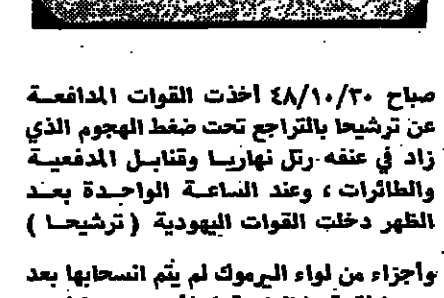 صباح ٤٨/١٠/٣٠ أخذت القوات المدافعة
عن ترشيحا بالتراجع تحت ضغط الهجوم الذي
زاد في عنفه رتل نهاريا وقنابل المدفعية
والطائرات ، وعند الساعة الواحدة بعد
الظهر دخلت القوات اليهودية ( ترشيحا )
وأجزاء من لواء اليرموك لم يتم انسحابها بعد